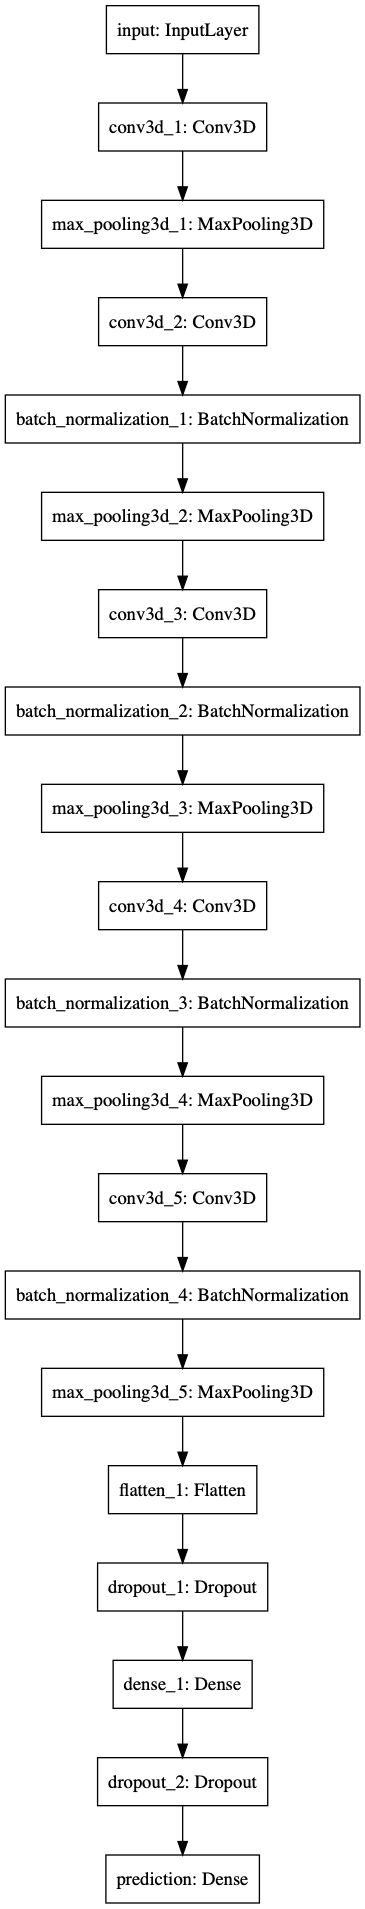 input: InputLayer
conv3d_1: Conv3D
max_pooling3d_1: MaxPooling3D
conv3d_2: Conv3D
batch_normalization_1: BatchNormalization
max_pooling3d_2: MaxPooling3D
conv3d_3: Conv3D
batch_normalization_2: BatchNormalization
max_pooling3d_3: MaxPooling3D
conv3d_4: Conv3D
batch_normalization_3: BatchNormalization
max_pooling3d_4: MaxPooling3D
conv3d_5: Conv3D
batch_normalization_4: BatchNormalization
max_pooling3d_5: MaxPooling3D
flatten_1: Flatten
dropout_1: Dropout
dense_1: Dense
dropout_2: Dropout
prediction: Dense